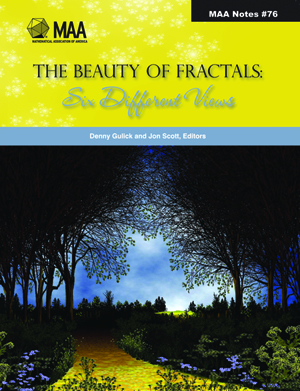 MAA Notes #76
MAA
MATHEMATICAL ASSOCIATION OF AMERICA
THE BEAUTY OF FRACTALS:
Six Different Views
Denny Gulick and Jon Scott, Editors